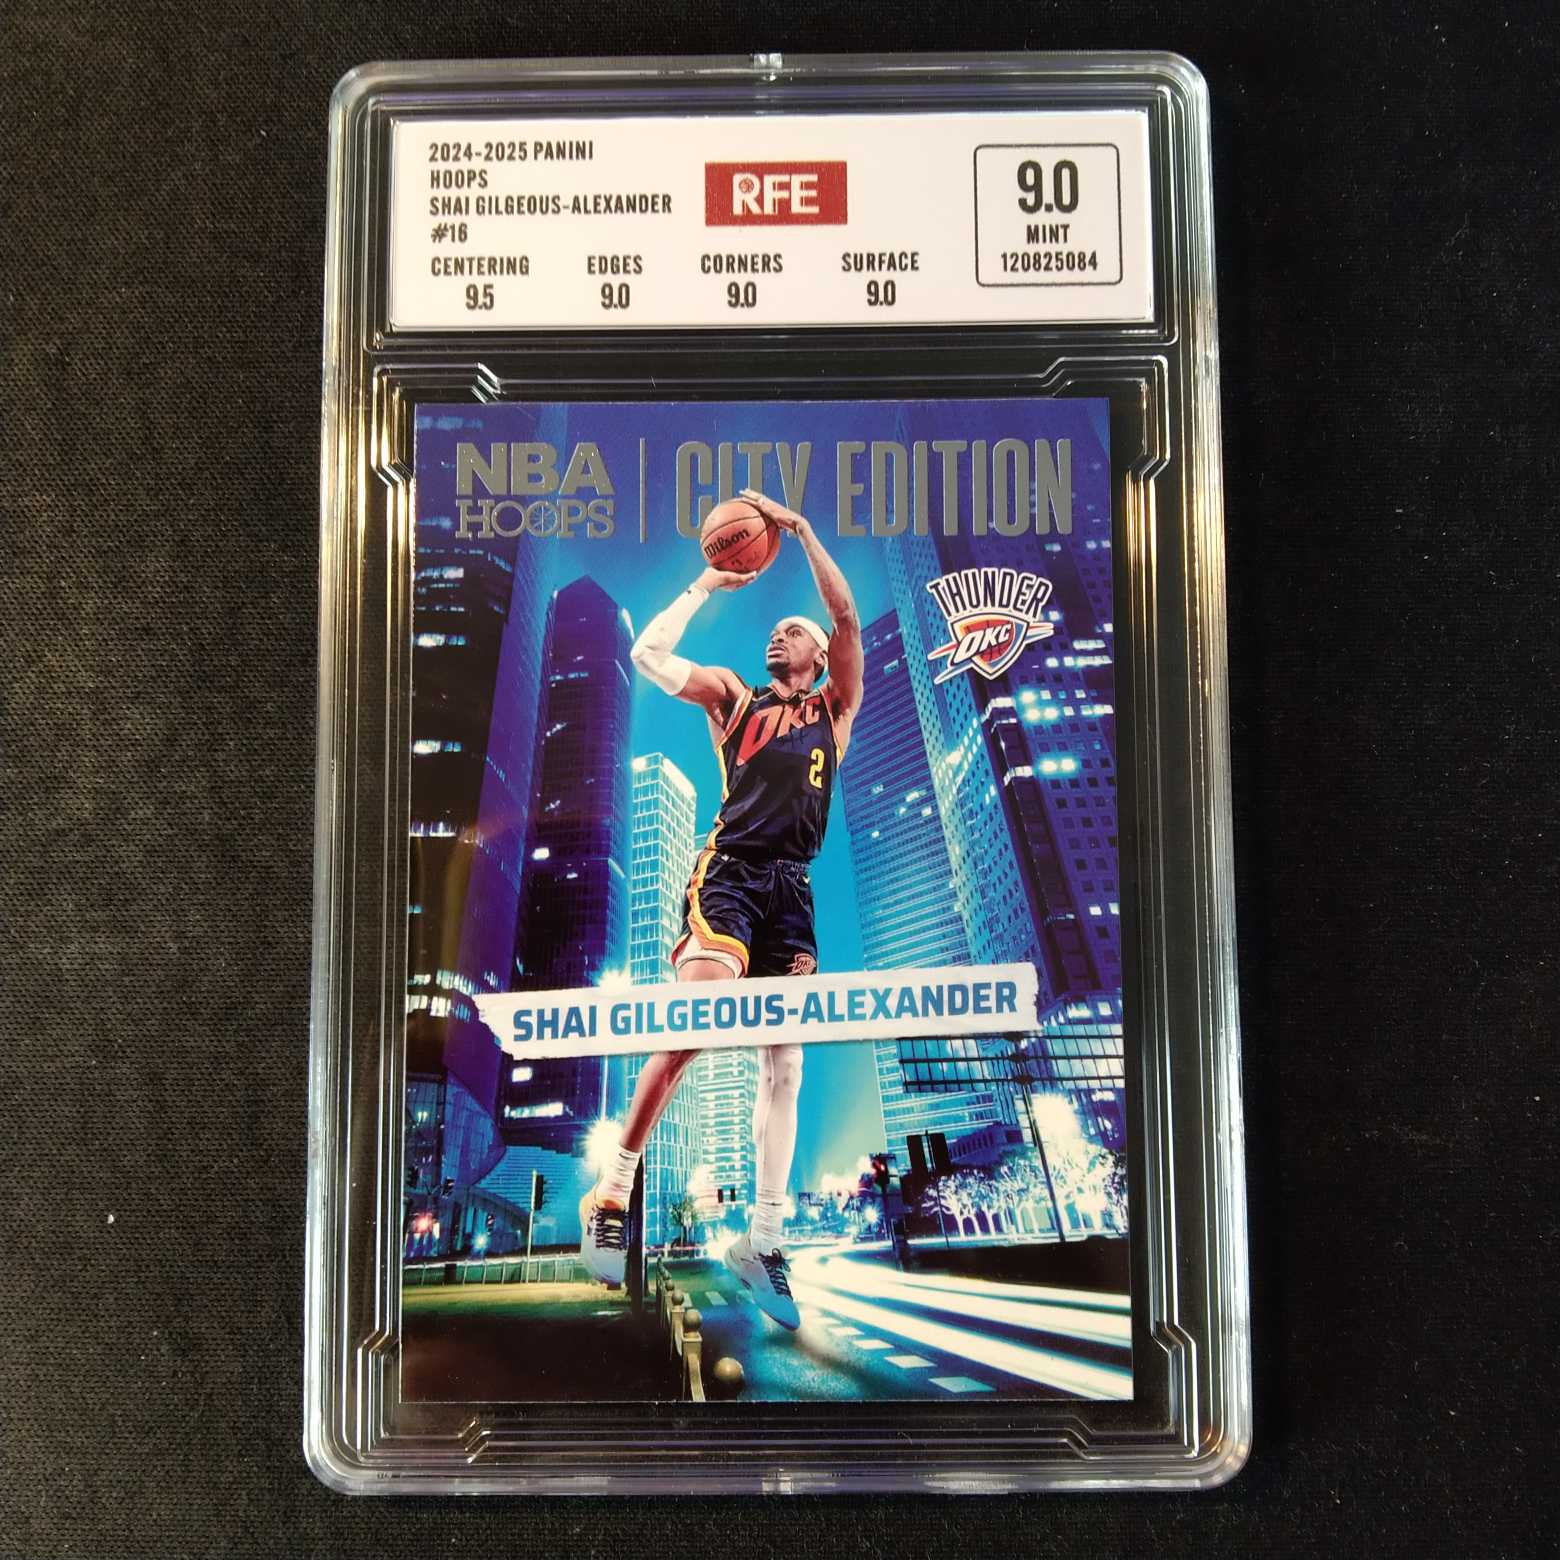 2024-2025 PANINI
HOOPS
SHAI GILGEOUS-ALEXANDER
#16
RFE
9.0
MINT
120825084
CENTERING EDGES CORNERS SURFACE
9.5 9.0 9.0 9.0
NBA HOOPS | CITY EDITION
Wilson
THUNDER
OKC
OKC
2
OKC
SHAI GILGEOUS-ALEXANDER